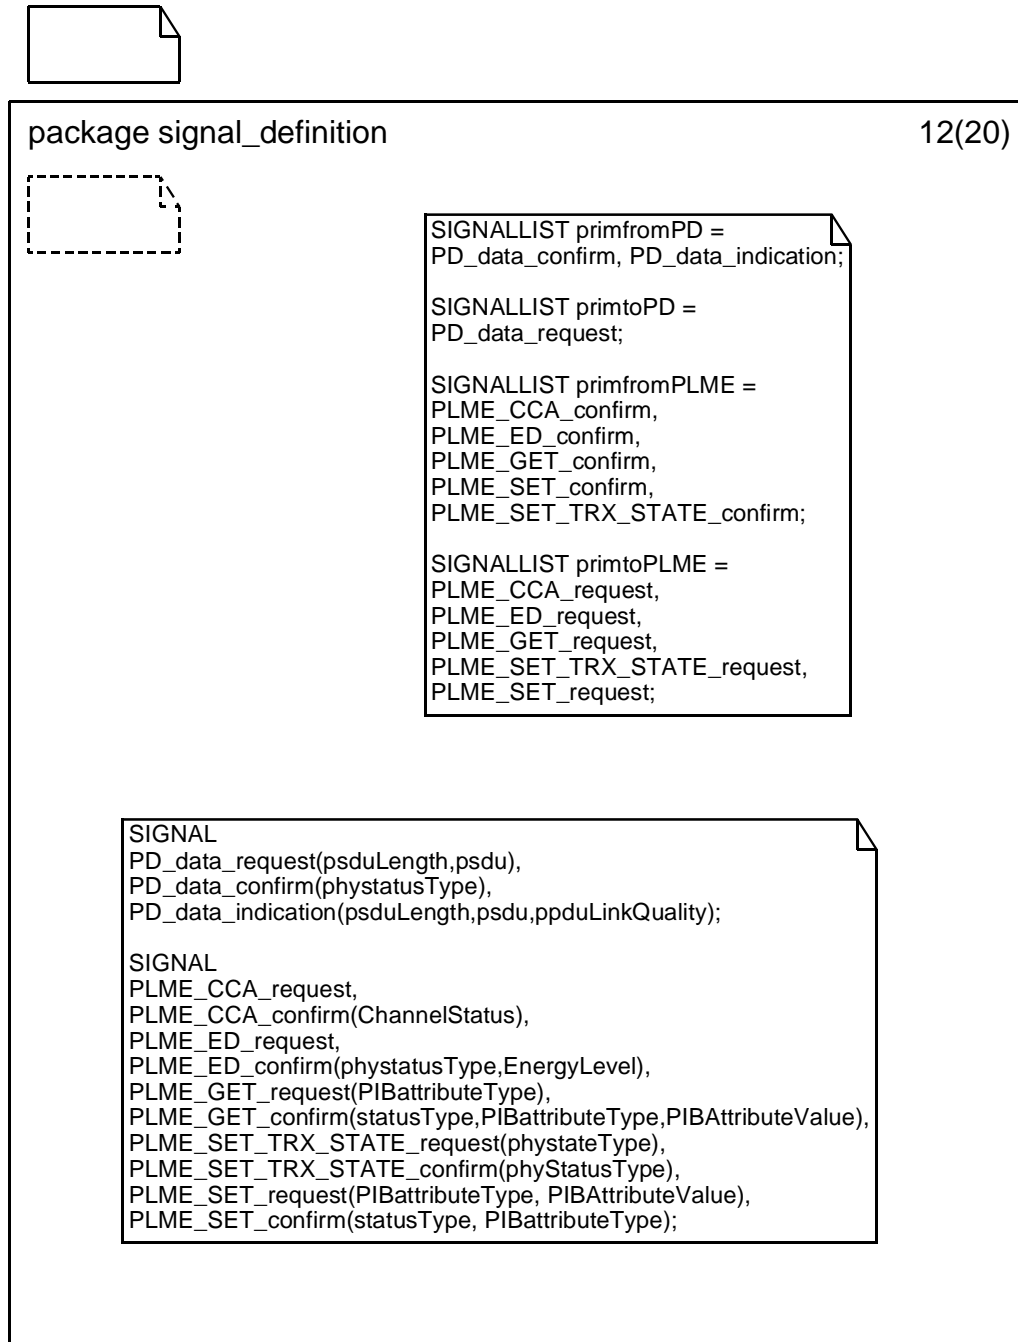 package signal_definition 12(20)
SIGNALLIST primfromPD =
PD_data_confirm, PD_data_indication;
SIGNALLIST primtoPD =
PD_data_request;
SIGNALLIST primfromPLME =
PLME_CCA_confirm,
PLME_ED_confirm,
PLME_GET_confirm,
PLME_SET_confirm,
PLME_SET_TRX_STATE_confirm;
SIGNALLIST primtoPLME =
PLME_CCA_request,
PLME_ED_request,
PLME_GET_request,
PLME_SET_TRX_STATE_request,
PLME_SET_request;
SIGNAL
PD_data_request(psduLength,psdu),
PD_data_confirm(phystatusType),
PD_data_indication(psduLength,psdu,ppduLinkQuality);
SIGNAL
PLME_CCA_request,
PLME_CCA_confirm(ChannelStatus),
PLME_ED_request,
PLME_ED_confirm(phystatusType,EnergyLevel),
PLME_GET_request(PIBattributeType),
PLME_GET_confirm(statusType,PIBattributeType,PIBAttributeValue),
PLME_SET_TRX_STATE_request(phystateType),
PLME_SET_TRX_STATE_confirm(phyStatusType),
PLME_SET_request(PIBattributeType, PIBAttributeValue),
PLME_SET_confirm(statusType, PIBattributeType);